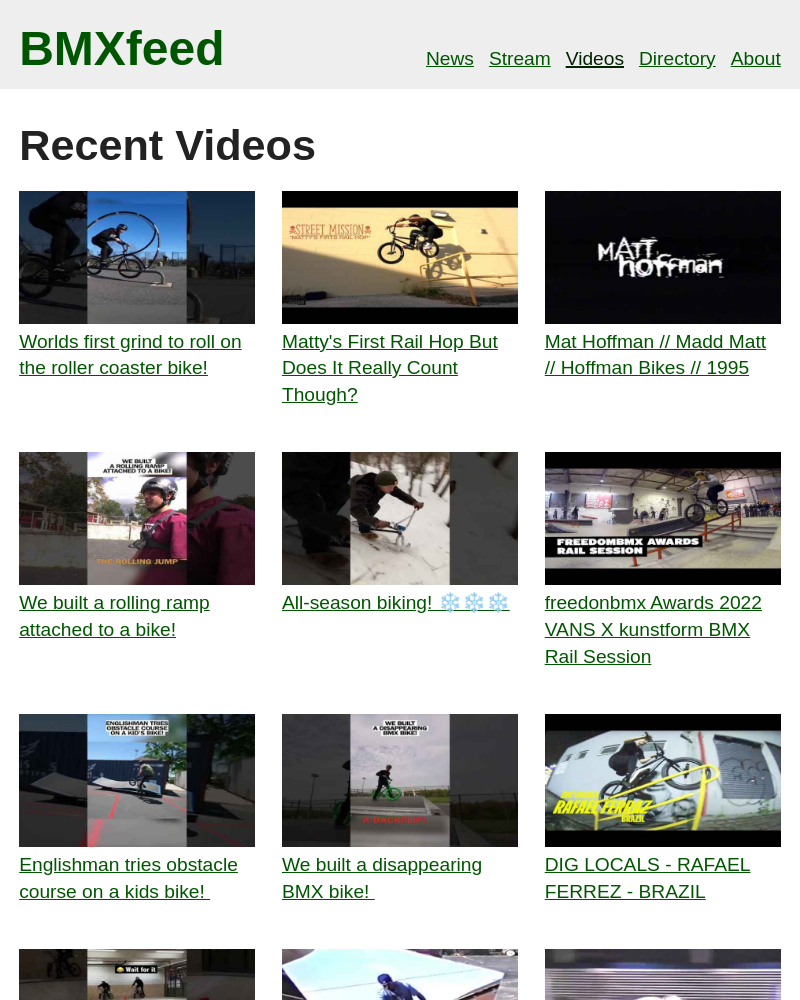 BMXfeed
News Stream Videos Directory About
Recent Videos
STREET MISSION
"MATTY'S FIRTS RAIL HOP"
MATT
hoffman
Worlds first grind to roll on
the roller coaster bike!
Matty's First Rail Hop But
Does It Really Count
Though?
Mat Hoffman // Madd Matt
// Hoffman Bikes // 1995
WE BUILT
A ROLLING RAMP
ATTACHED TO A BIKE!
THE ROLLING JUMP
FREEDOMBMX AWARDS
RAIL SESSION
We built a rolling ramp
attached to a bike!
All-season biking! ❄️❄️❄️
freedonbmx Awards 2022
VANS X kunstform BMX
Rail Session
ENGLISHMAN TRIES
OBSTACLE COURSE
ON A KID'S BIKE!
WE BUILT
A DISAPPEARING
BMX BIKE!
A BACKFLIP?
RAFAEL FERRAZ
BRAZIL
Englishman tries obstacle
course on a kids bike!
We built a disappearing
BMX bike!
DIG LOCALS - RAFAEL
FERREZ - BRAZIL
Wait for it